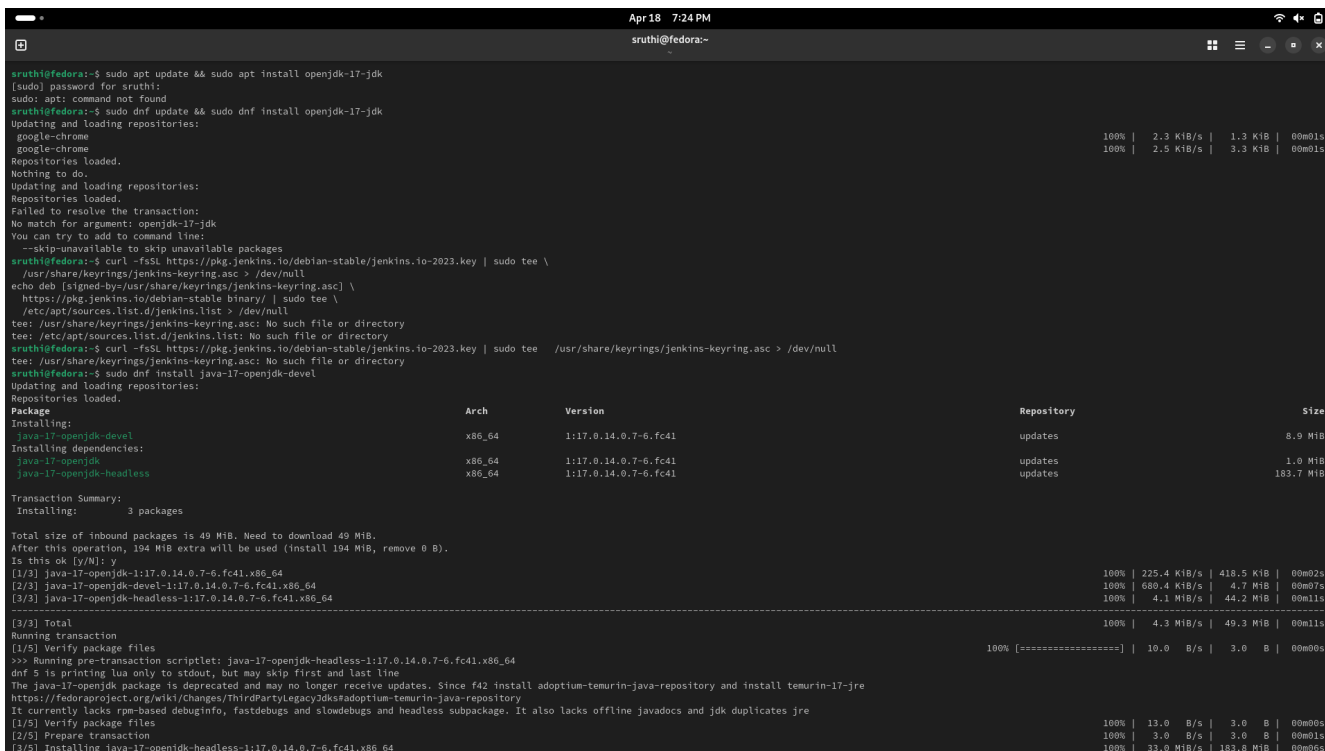 Apr 18 7:24 PM
sruthi@fedora:~
~
sruthi@fedora:~$ sudo apt update && sudo apt install openjdk-17-jdk
[sudo] password for sruthi:
sudo: apt: command not found
sruthi@fedora:~$ sudo dnf update && sudo dnf install openjdk-17-jdk
Updating and loading repositories:
 google-chrome 100% | 2.3 KiB/s | 1.3 KiB | 00m01s
 google-chrome 100% | 2.5 KiB/s | 3.3 KiB | 00m01s
Repositories loaded.
Nothing to do.
Updating and loading repositories:
Repositories loaded.
Failed to resolve the transaction:
No match for argument: openjdk-17-jdk
You can try to add to command line:
  --skip-unavailable to skip unavailable packages
sruthi@fedora:~$ curl -fsSL https://pkg.jenkins.io/debian-stable/jenkins.io-2023.key | sudo tee \
  /usr/share/keyrings/jenkins-keyring.asc > /dev/null
echo deb [signed-by=/usr/share/keyrings/jenkins-keyring.asc] \
  https://pkg.jenkins.io/debian-stable binary/ | sudo tee \
  /etc/apt/sources.list.d/jenkins.list > /dev/null
tee: /usr/share/keyrings/jenkins-keyring.asc: No such file or directory
tee: /etc/apt/sources.list.d/jenkins.list: No such file or directory
sruthi@fedora:~$ curl -fsSL https://pkg.jenkins.io/debian-stable/jenkins.io-2023.key | sudo tee   /usr/share/keyrings/jenkins-keyring.asc > /dev/null
tee: /usr/share/keyrings/jenkins-keyring.asc: No such file or directory
sruthi@fedora:~$ sudo dnf install java-17-openjdk-devel
Updating and loading repositories:
Repositories loaded.
Package Arch Version Repository Size
Installing:
 java-17-openjdk-devel x86_64 1:17.0.14.0.7-6.fc41 updates 8.9 MiB
Installing dependencies:
 java-17-openjdk x86_64 1:17.0.14.0.7-6.fc41 updates 1.0 MiB
 java-17-openjdk-headless x86_64 1:17.0.14.0.7-6.fc41 updates 183.7 MiB
Transaction Summary:
 Installing: 3 packages
Total size of inbound packages is 49 MiB. Need to download 49 MiB.
After this operation, 194 MiB extra will be used (install 194 MiB, remove 0 B).
Is this ok [y/N]: y
[1/3] java-17-openjdk-1:17.0.14.0.7-6.fc41.x86_64 100% | 225.4 KiB/s | 418.5 KiB | 00m02s
[2/3] java-17-openjdk-devel-1:17.0.14.0.7-6.fc41.x86_64 100% | 680.4 KiB/s | 4.7 MiB | 00m07s
[3/3] java-17-openjdk-headless-1:17.0.14.0.7-6.fc41.x86_64 100% | 4.1 MiB/s | 44.2 MiB | 00m11s
[3/3] Total 100% | 4.3 MiB/s | 49.3 MiB | 00m11s
Running transaction
[1/5] Verify package files 100% [==================] | 10.0 B/s | 3.0 B | 00m00s
>>> Running pre-transaction scriptlet: java-17-openjdk-headless-1:17.0.14.0.7-6.fc41.x86_64
dnf 5 is printing lua only to stdout, but may skip first and last line
The java-17-openjdk package is deprecated and may no longer receive updates. Since f42 install adoptium-temurin-java-repository and install temurin-17-jre
https://fedoraproject.org/wiki/Changes/ThirdPartyLegacyJdks#adoptium-temurin-java-repository
It currently lacks rpm-based debuginfo, fastdebugs and slowdebugs and headless subpackage. It also lacks offline javadocs and jdk duplicates jre
[1/5] Verify package files 100% | 13.0 B/s | 3.0 B | 00m00s
[2/5] Prepare transaction 100% | 3.0 B/s | 3.0 B | 00m01s
[3/5] Installing java-17-openjdk-headless-1:17.0.14.0.7-6.fc41.x86_64 100% | 33.0 MiB/s | 183.8 MiB | 00m06s